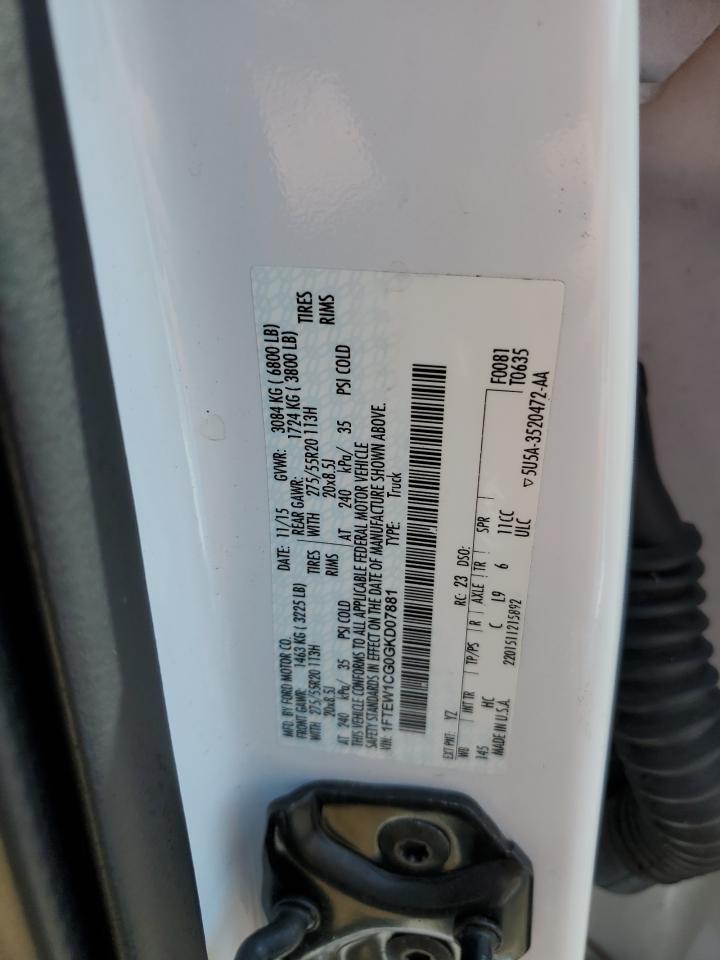 MFD. BY FORD MOTOR CO. DATE: 11/15 GVWR: 3084 KG ( 6800 LB)
FRONT GAWR: 1463 KG ( 3225 LB) REAR GAWR: 1724 KG ( 3800 LB)
WITH 275/55R20 113H TIRES WITH 275/55R20 113H TIRES
20x8.5J RIMS 20x8.5J RIMS
AT 240 kPa/ 35 PSI COLD AT 240 kPa/ 35 PSI COLD
THIS VEHICLE CONFORMS TO ALL APPLICABLE FEDERAL MOTOR VEHICLE
SAFETY STANDARDS IN EFFECT ON THE DATE OF MANUFACTURE SHOWN ABOVE.
VIN: 1FTEW1CG0GKD07881 TYPE: Truck
EXT PNT: YZ RC: 23 DSO: F0081
WB INT TR TP/PS R AXLE TR SPR T0635
145 HC C L9 6 11CC
MADE IN U.S.A. 2201511215892 ULC ▽5U5A-3520472-AA